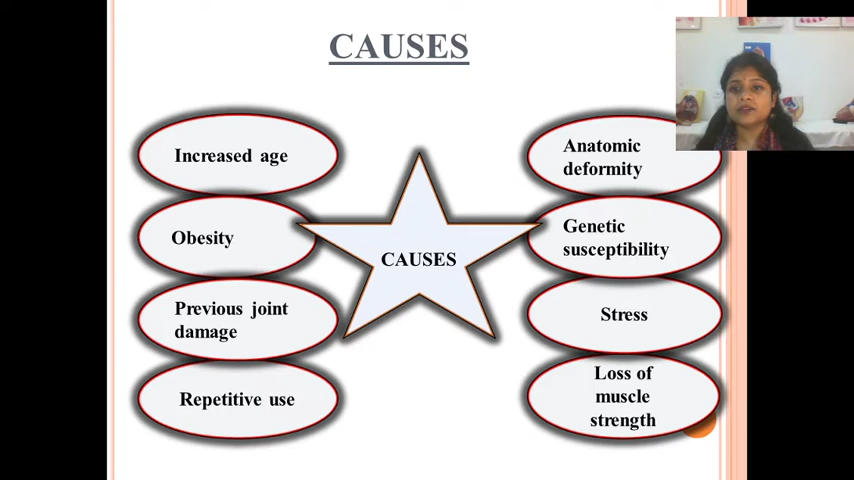 CAUSES
Increased age
Obesity
Previous joint
damage
Repetitive use
CAUSES
Anatomic
deformity
Genetic
susceptibility
Stress
Loss of
muscle
strength